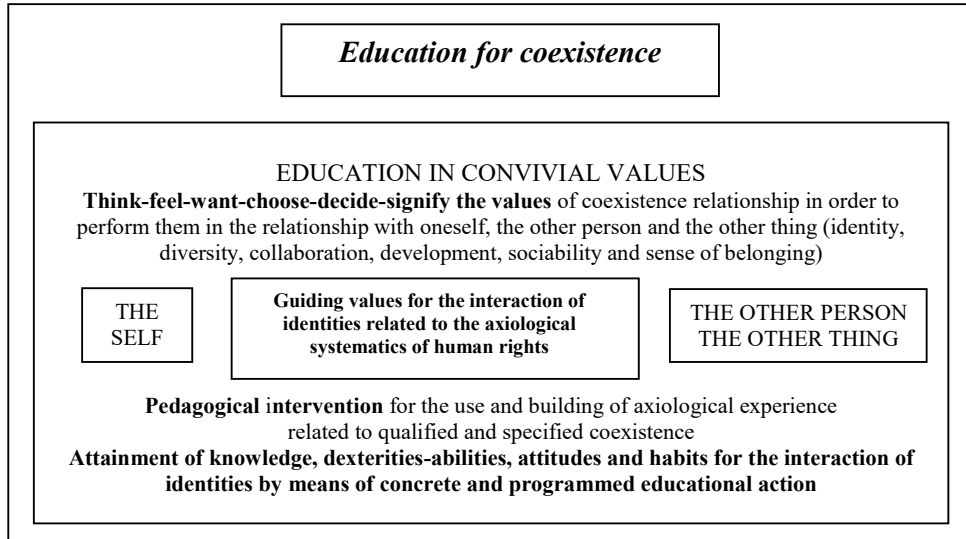 Education for coexistence
EDUCATION IN CONVIVIAL VALUES
Think-feel-want-choose-decide-signify the values of coexistence relationship in order to
perform them in the relationship with oneself, the other person and the other thing (identity,
diversity, collaboration, development, sociability and sense of belonging)
THE
SELF
Guiding values for the interaction of
identities related to the axiological
systematics of human rights
THE OTHER PERSON
THE OTHER THING
Pedagogical intervention for the use and building of axiological experience
related to qualified and specified coexistence
Attainment of knowledge, dexterities-abilities, attitudes and habits for the interaction of
identities by means of concrete and programmed educational action